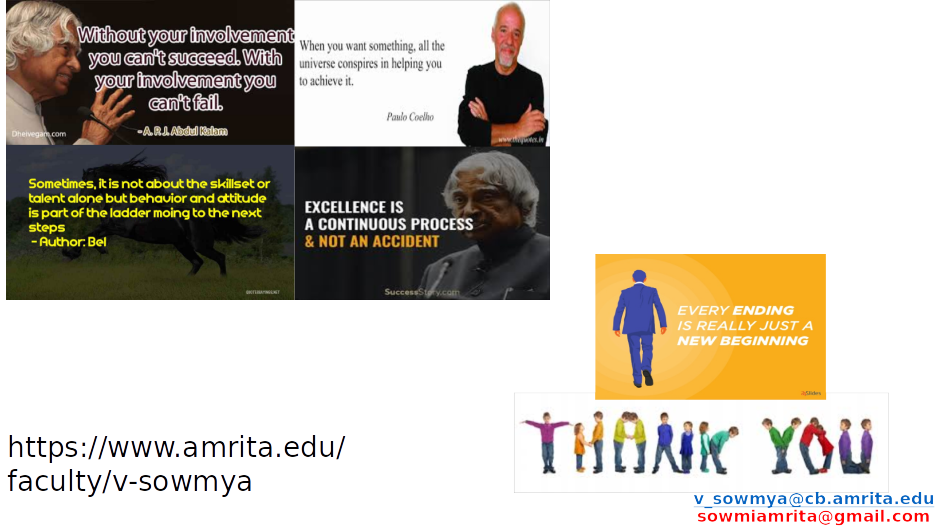 Without your involvement
you can't succeed. With
your involvement you
can't fail.
- A. P. J. Abdul Kalam
Dheivegam.com
When you want something, all the
universe conspires in helping you
to achieve it.
Paulo Coelho
www.thequotes.in
Sometimes, it is not about the skillset or
talent alone but behavior and attitude
is part of the ladder moing to the next
steps
- Author: Bel
EXCELLENCE IS
A CONTINUOUS PROCESS
& NOT AN ACCIDENT
SuccessStory.com
EVERY ENDING
IS REALLY JUST A
NEW BEGINNING
THANK YOU
https://www.amrita.edu/
faculty/v-sowmya
v_sowmya@cb.amrita.edu
sowmiamrita@gmail.com